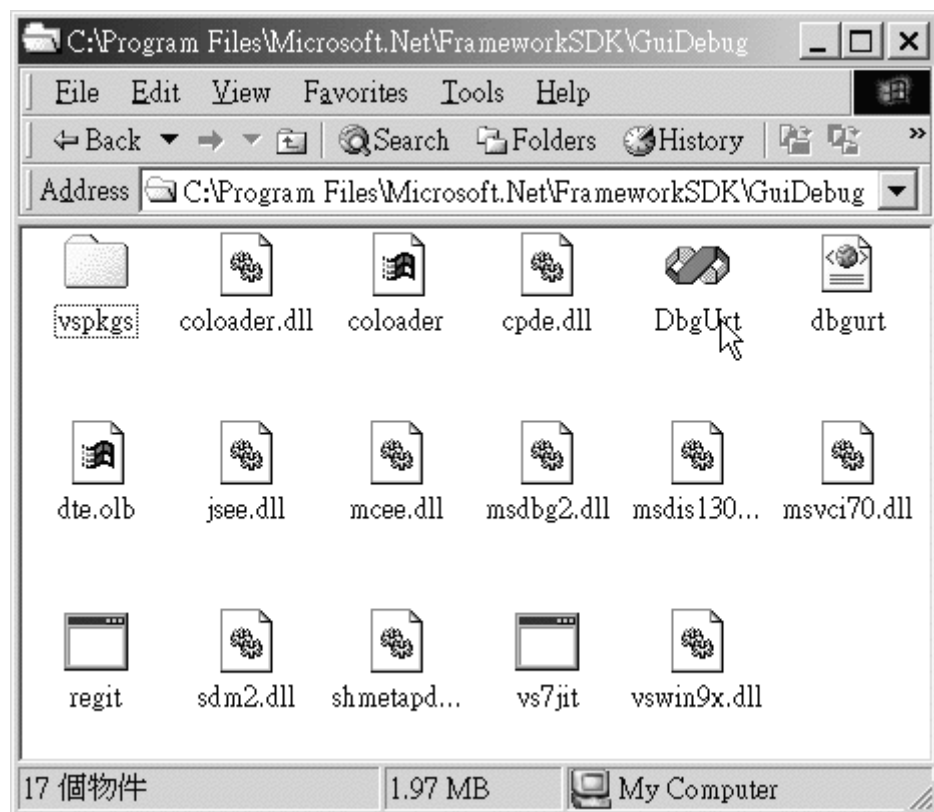 C:\Program Files\Microsoft.Net\FrameworkSDK\GuiDebug
File Edit View Favorites Tools Help
Back Search Folders History »
Address C:\Program Files\Microsoft.Net\FrameworkSDK\GuiDebug
vspkgs coloader.dll coloader cpde.dll DbgUrt dbgurt
dte.olb jsee.dll mcee.dll msdbg2.dll msdis130... msvci70.dll
regit sdm2.dll shmetapd... vs7jit vswin9x.dll
17 個物件 1.97 MB My Computer